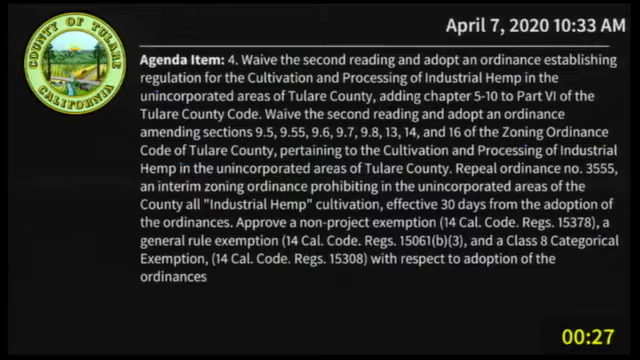 COUNTY OF TULARE
CALIFORNIA
April 7, 2020 10:33 AM
Agenda Item: 4. Waive the second reading and adopt an ordinance establishing
regulation for the Cultivation and Processing of Industrial Hemp in the
unincorporated areas of Tulare County, adding chapter 5-10 to Part VI of the
Tulare County Code. Waive the second reading and adopt an ordinance
amending sections 9.5, 9.55, 9.6, 9.7, 9.8, 13, 14, and 16 of the Zoning Ordinance
Code of Tulare County, pertaining to the Cultivation and Processing of Industrial
Hemp in the unincorporated areas of Tulare County. Repeal ordinance no. 3555,
an interim zoning ordinance prohibiting in the unincorporated areas of the
County all "Industrial Hemp" cultivation, effective 30 days from the adoption of
the ordinances. Approve a non-project exemption (14 Cal. Code. Regs. 15378), a
general rule exemption (14 Cal. Code. Regs. 15061(b)(3), and a Class 8 Categorical
Exemption, (14 Cal. Code. Regs. 15308) with respect to adoption of the
ordinances
00:27